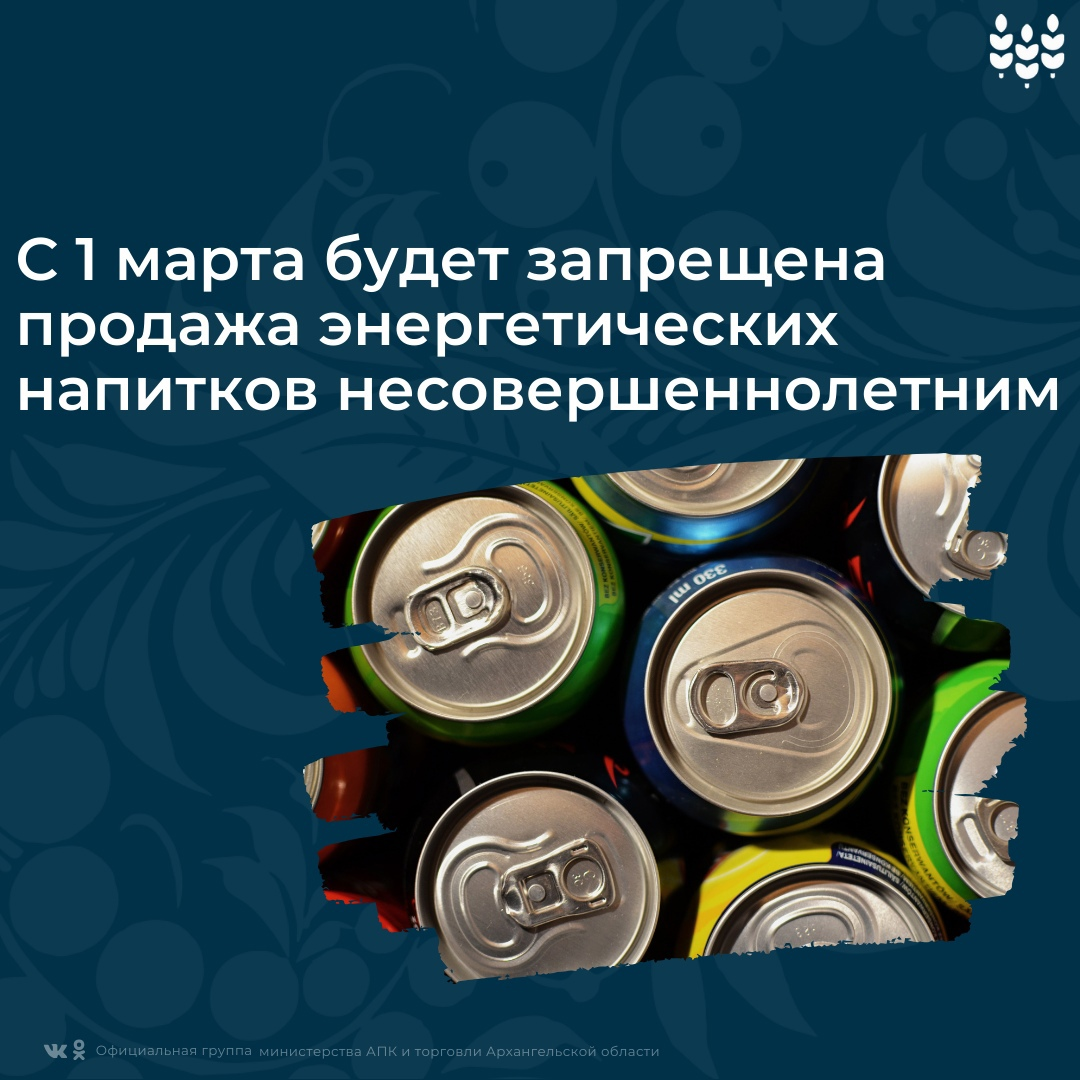 С 1 марта будет запрещена
продажа энергетических
напитков несовершеннолетним
330 ml
Официальная группа министерства АПК и торговли Архангельской области